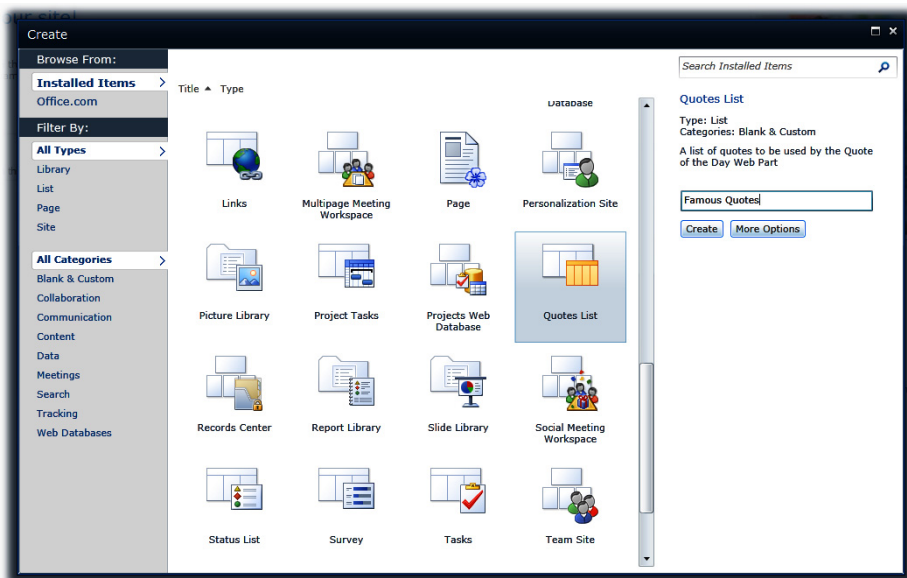 our site!
Create
Browse From:
Installed Items
Office.com
Filter By:
All Types
Library
List
Page
Site
All Categories
Blank & Custom
Collaboration
Communication
Content
Data
Meetings
Search
Tracking
Web Databases
Title Type
Database
Links
Multipage Meeting
Workspace
Page
Personalization Site
Picture Library
Project Tasks
Projects Web
Database
Quotes List
Records Center
Report Library
Slide Library
Social Meeting
Workspace
Status List
Survey
Tasks
Team Site
Search Installed Items
Quotes List
Type: List
Categories: Blank & Custom
A list of quotes to be used by the Quote
of the Day Web Part
Famous Quotes
Create
More Options